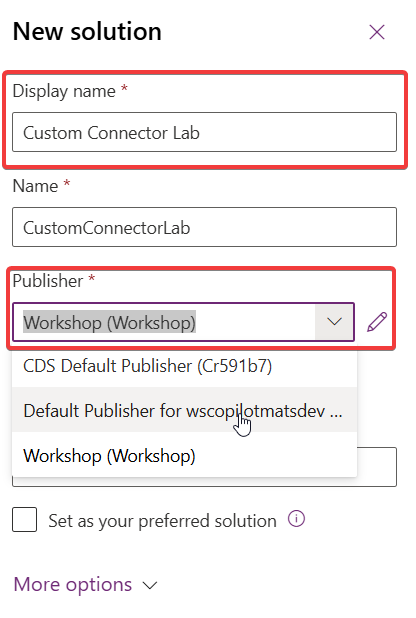 New solution
Display name *
Custom Connector Lab
Name *
CustomConnectorLab
Publisher *
Workshop (Workshop)
CDS Default Publisher (Cr591b7)
Default Publisher for wscopilotmatsdev ...
Workshop (Workshop)
Set as your preferred solution
More options